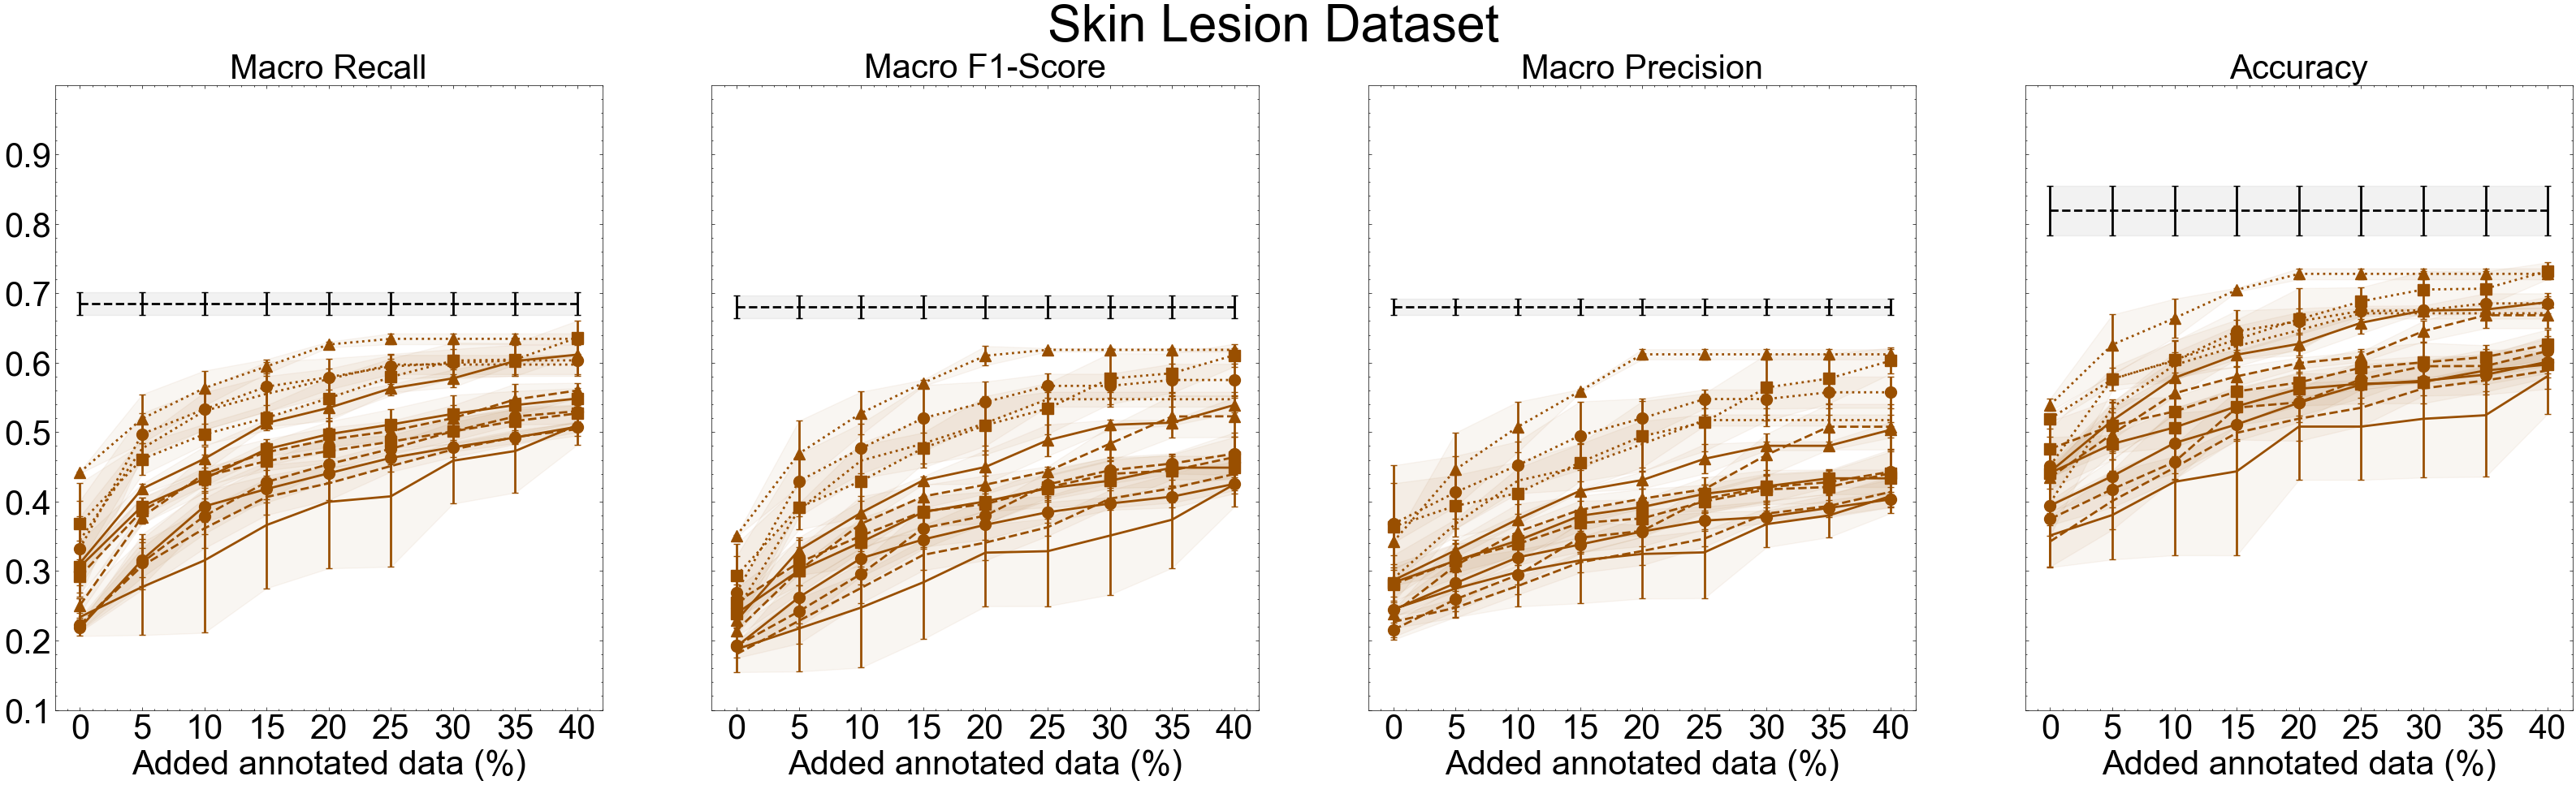 Skin Lesion Dataset
Macro Recall
Macro F1-Score
Macro Precision
Accuracy
0.9
0.8
0.7
0.6
0.5
0.4
0.3
0.2
0.1
0 5 10 15 20 25 30 35 40
0 5 10 15 20 25 30 35 40
0 5 10 15 20 25 30 35 40
0 5 10 15 20 25 30 35 40
Added annotated data (%)
Added annotated data (%)
Added annotated data (%)
Added annotated data (%)